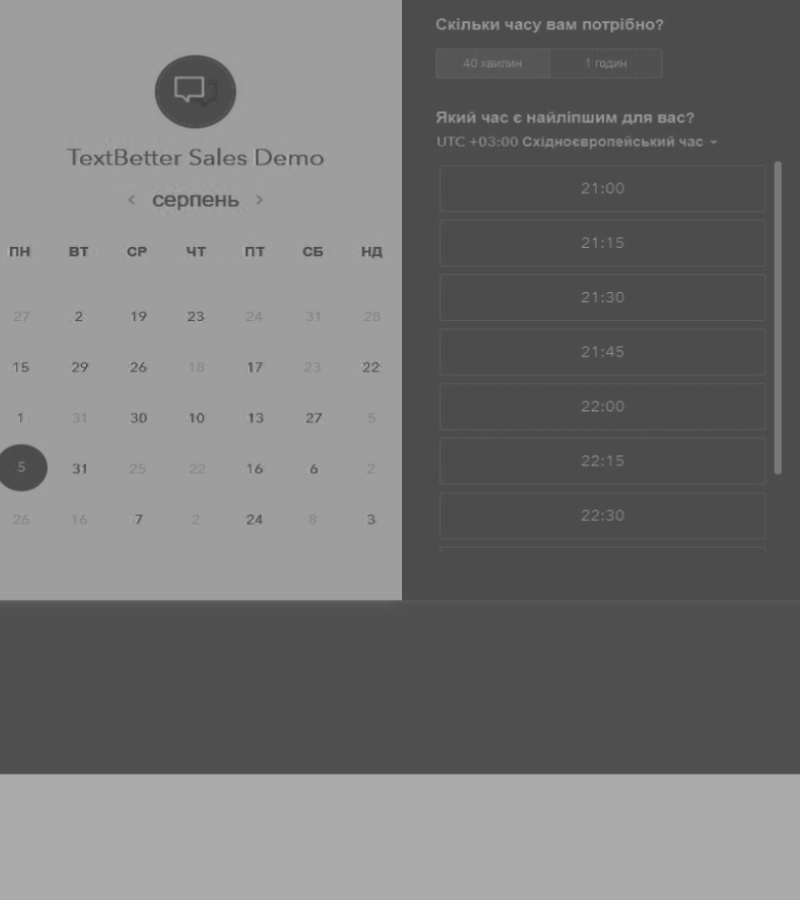 TextBetter Sales Demo
серпень
ПН ВТ СР ЧТ ПТ СБ НД
27 2 19 23 24 31 28
15 29 26 18 17 23 22
1 31 30 10 13 27 5
5 31 25 22 16 6 2
26 16 7 2 24 8 3
Скільки часу вам потрібно?
40 хвилин 1 годин
Який час є найліпшим для вас?
UTC +03:00 Східноєвропейський час
21:00
21:15
21:30
21:45
22:00
22:15
22:30